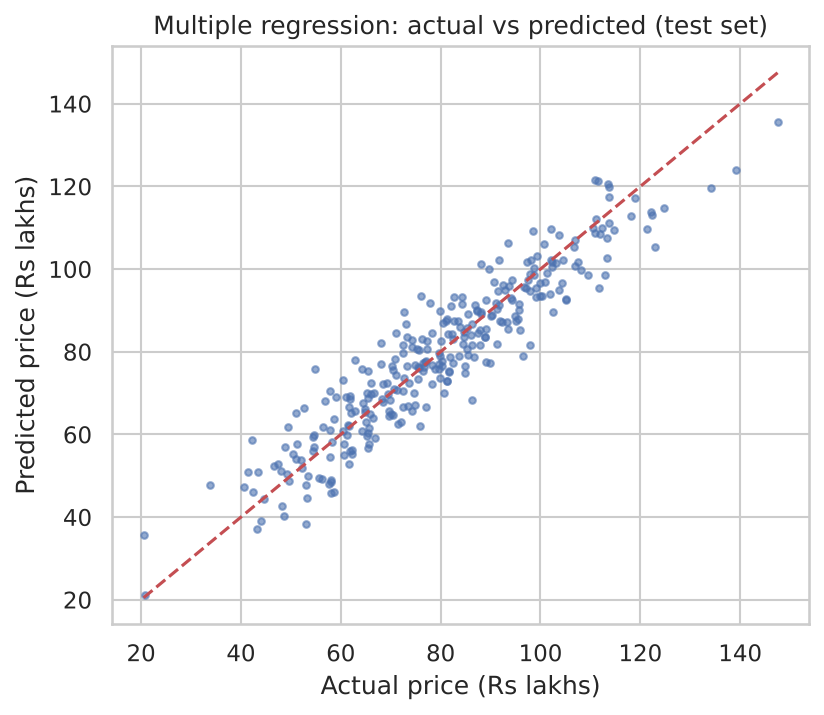 Multiple regression: actual vs predicted (test set)
Predicted price (Rs lakhs)
140
120
100
80
60
40
20
20 40 60 80 100 120 140
Actual price (Rs lakhs)